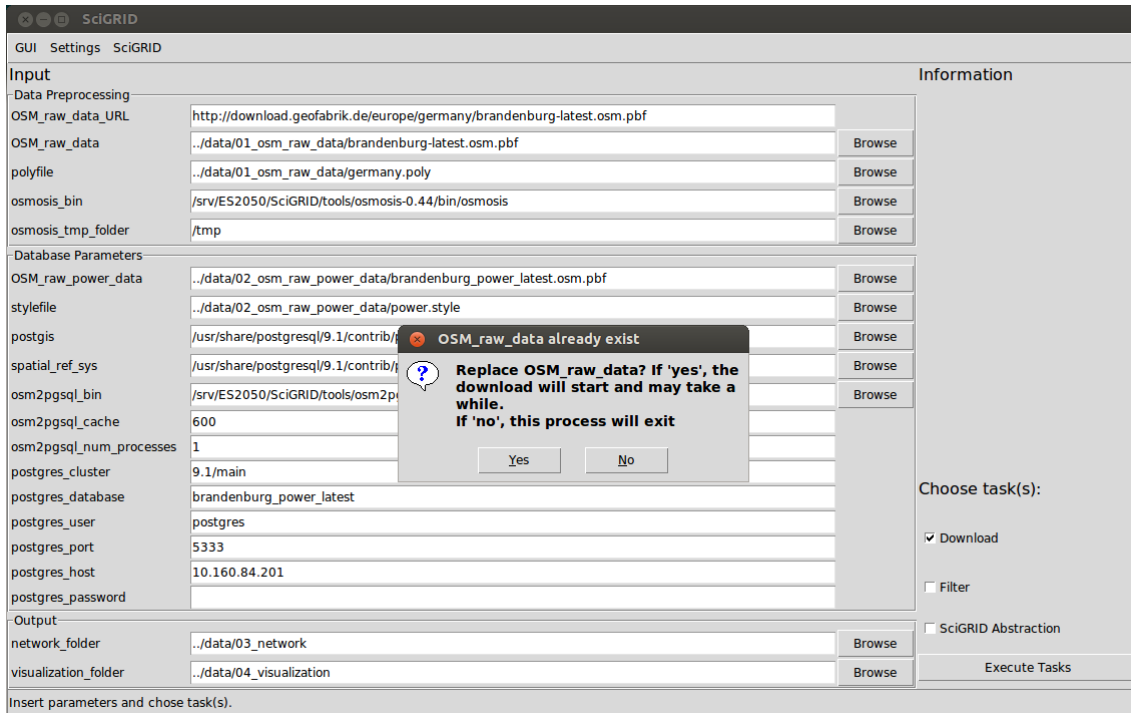 SciGRID
GUI Settings SciGRID
Input
Information
Data Preprocessing
OSM_raw_data_URL http://download.geofabrik.de/europe/germany/brandenburg-latest.osm.pbf
OSM_raw_data ../data/01_osm_raw_data/brandenburg-latest.osm.pbf Browse
polyfile ../data/01_osm_raw_data/germany.poly Browse
osmosis_bin /srv/ES2050/SciGRID/tools/osmosis-0.44/bin/osmosis Browse
osmosis_tmp_folder /tmp Browse
Database Parameters
OSM_raw_power_data ../data/02_osm_raw_power_data/brandenburg_power_latest.osm.pbf Browse
stylefile ../data/02_osm_raw_power_data/power.style Browse
postgis /usr/share/postgresql/9.1/contrib/ Browse
spatial_ref_sys /usr/share/postgresql/9.1/contrib/ Browse
osm2pgsql_bin /srv/ES2050/SciGRID/tools/osm2p Browse
osm2pgsql_cache 600
osm2pgsql_num_processes 1
postgres_cluster 9.1/main
postgres_database brandenburg_power_latest
postgres_user postgres
postgres_port 5333
postgres_host 10.160.84.201
postgres_password
Output
network_folder ../data/03_network Browse
visualization_folder ../data/04_visualization Browse
Insert parameters and chose task(s).
OSM_raw_data already exist
Replace OSM_raw_data? If 'yes', the
download will start and may take a
while.
If 'no', this process will exit
Yes No
Choose task(s):
Download
Filter
SciGRID Abstraction
Execute Tasks